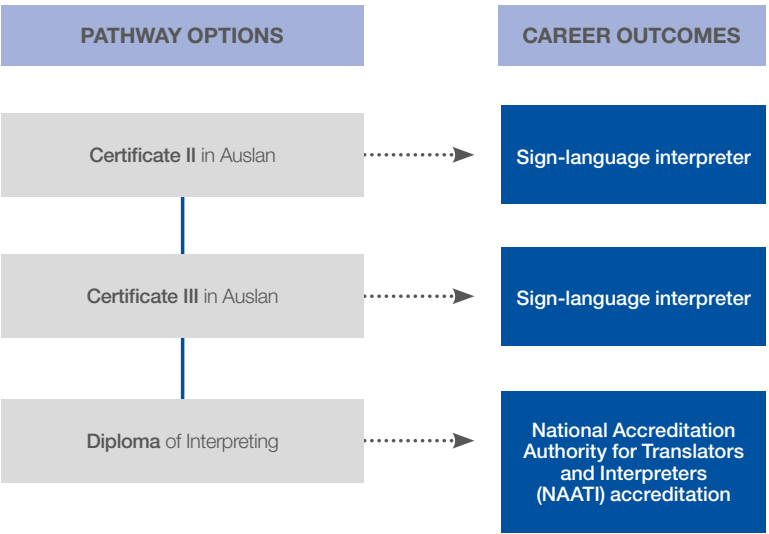 PATHWAY OPTIONS
CAREER OUTCOMES
Certificate II in Auslan
Sign-language interpreter
Certificate III in Auslan
Sign-language interpreter
Diploma of Interpreting
National Accreditation
Authority for Translators
and Interpreters
(NAATI) accreditation